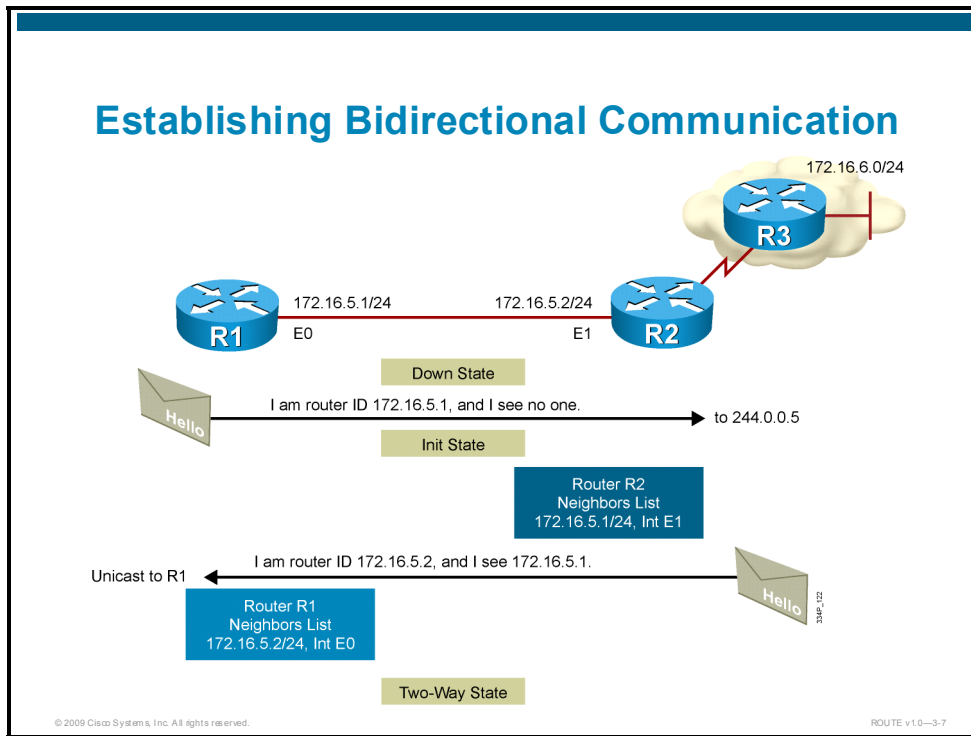 Establishing Bidirectional Communication
172.16.6.0/24
R3
172.16.5.1/24
172.16.5.2/24
R1
E0
E1
R2
Down State
Hello
I am router ID 172.16.5.1, and I see no one.
to 244.0.0.5
Init State
Router R2
Neighbors List
172.16.5.1/24, Int E1
I am router ID 172.16.5.2, and I see 172.16.5.1.
Unicast to R1
Hello
334P_122
Router R1
Neighbors List
172.16.5.2/24, Int E0
Two-Way State
© 2009 Cisco Systems, Inc. All rights reserved.
ROUTE v1.0—3-7